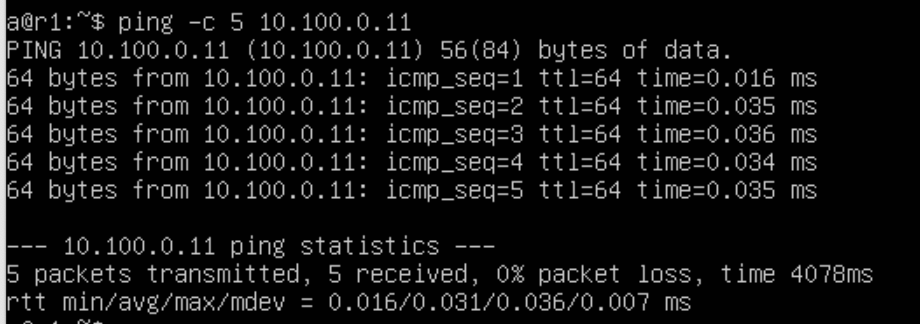 a@r1:~$ ping -c 5 10.100.0.11
PING 10.100.0.11 (10.100.0.11) 56(84) bytes of data.
64 bytes from 10.100.0.11: icmp_seq=1 ttl=64 time=0.016 ms
64 bytes from 10.100.0.11: icmp_seq=2 ttl=64 time=0.035 ms
64 bytes from 10.100.0.11: icmp_seq=3 ttl=64 time=0.036 ms
64 bytes from 10.100.0.11: icmp_seq=4 ttl=64 time=0.034 ms
64 bytes from 10.100.0.11: icmp_seq=5 ttl=64 time=0.035 ms
--- 10.100.0.11 ping statistics ---
5 packets transmitted, 5 received, 0% packet loss, time 4078ms
rtt min/avg/max/mdev = 0.016/0.031/0.036/0.007 ms